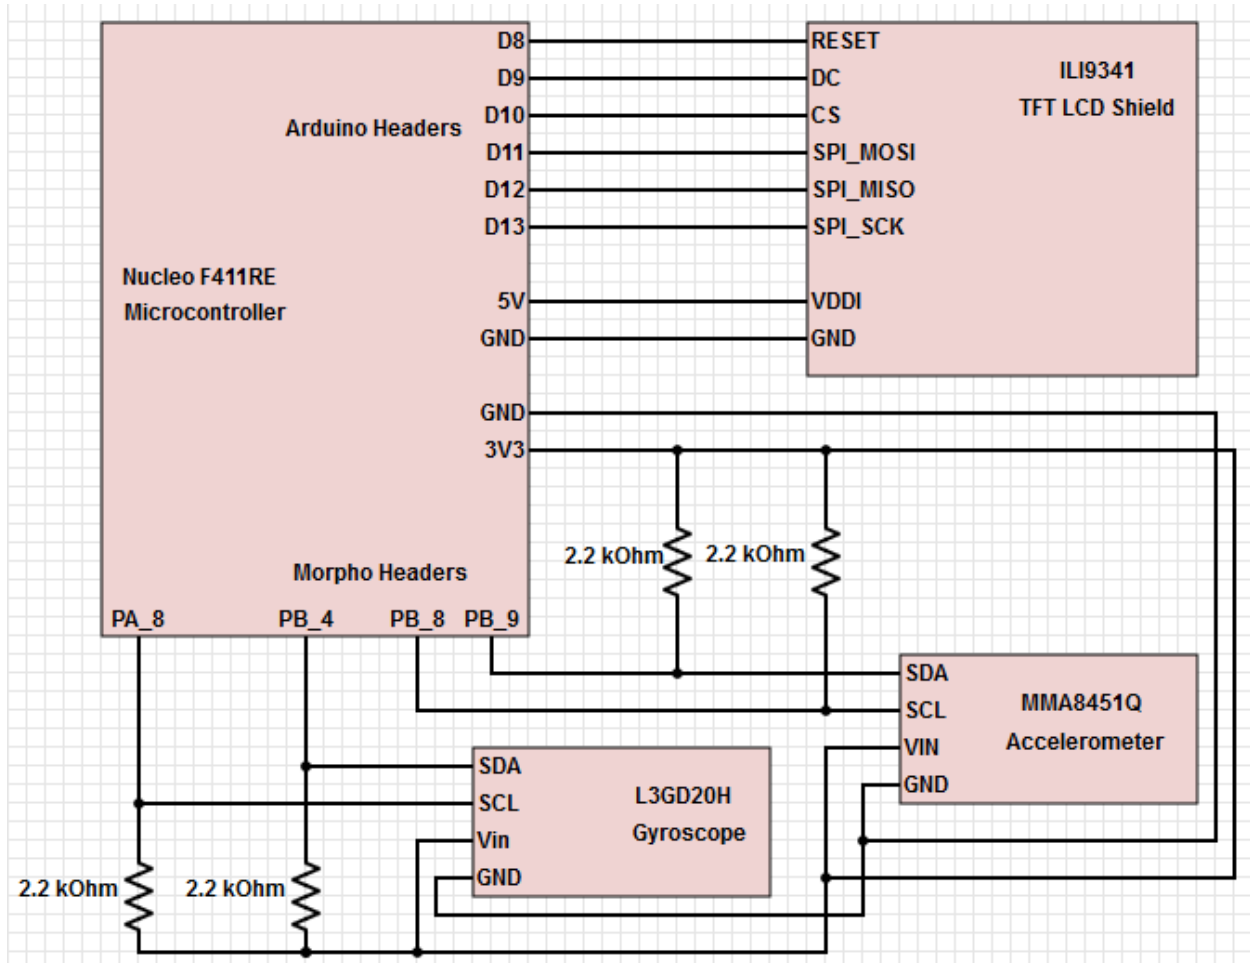 D8
RESET
ILI9341
D9
DC
TFT LCD Shield
D10
CS
Arduino Headers
D11
SPI_MOSI
D12
SPI_MISO
D13
SPI_SCK
Nucleo F411RE
Microcontroller
5V
VDDI
GND
GND
GND
3V3
2.2 kOhm
2.2 kOhm
Morpho Headers
PA_8
PB_4
PB_8
PB_9
SDA
SCL
VIN
GND
MMA8451Q
Accelerometer
SDA
SCL
Vin
GND
L3GD20H
Gyroscope
2.2 kOhm
2.2 kOhm